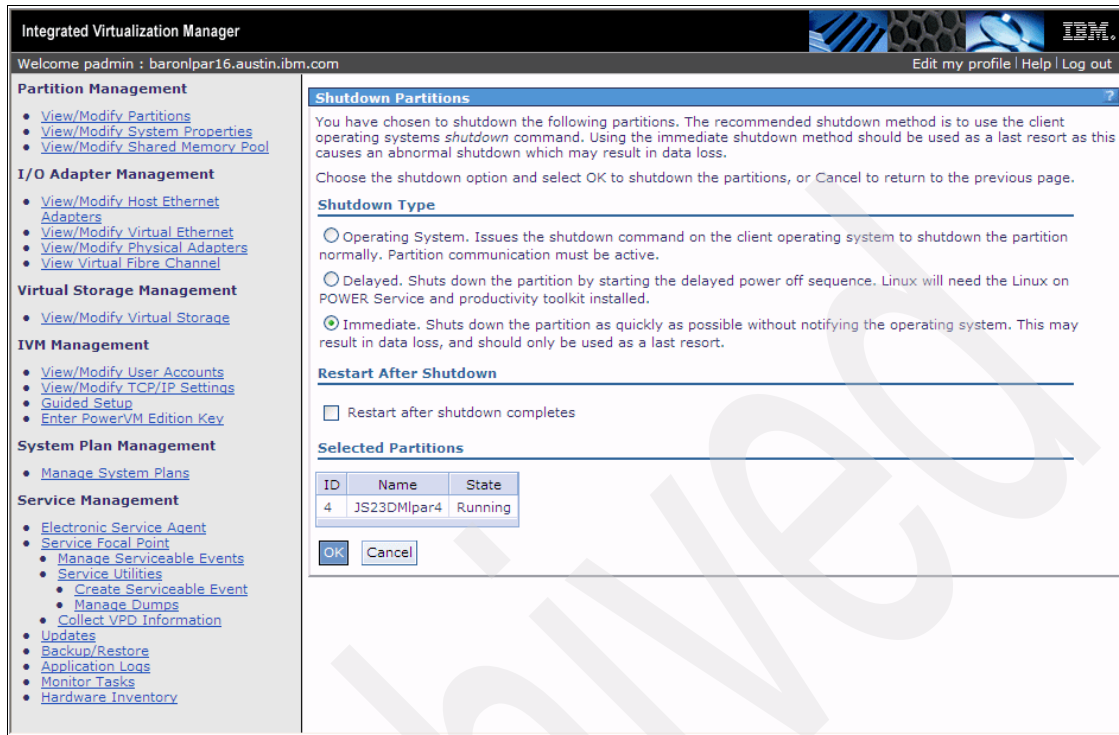 Integrated Virtualization Manager
IBM.
Welcome padmin : baronlpar16.austin.ibm.com
Edit my profile | Help | Log out
Partition Management
View/Modify Partitions
View/Modify System Properties
View/Modify Shared Memory Pool
I/O Adapter Management
View/Modify Host Ethernet
Adapters
View/Modify Virtual Ethernet
View/Modify Physical Adapters
View Virtual Fibre Channel
Virtual Storage Management
View/Modify Virtual Storage
IVM Management
View/Modify User Accounts
View/Modify TCP/IP Settings
Guided Setup
Enter PowerVM Edition Key
System Plan Management
Manage System Plans
Service Management
Electronic Service Agent
Service Focal Point
Manage Serviceable Events
Service Utilities
Create Serviceable Event
Manage Dumps
Collect VPD Information
Updates
Backup/Restore
Application Logs
Monitor Tasks
Hardware Inventory
Shutdown Partitions
?
You have chosen to shutdown the following partitions. The recommended shutdown method is to use the client
operating systems shutdown command. Using the immediate shutdown method should be used as a last resort as this
causes an abnormal shutdown which may result in data loss.
Choose the shutdown option and select OK to shutdown the partitions, or Cancel to return to the previous page.
Shutdown Type
Operating System. Issues the shutdown command on the client operating system to shutdown the partition
normally. Partition communication must be active.
Delayed. Shuts down the partition by starting the delayed power off sequence. Linux will need the Linux on
POWER Service and productivity toolkit installed.
Immediate. Shuts down the partition as quickly as possible without notifying the operating system. This may
result in data loss, and should only be used as a last resort.
Restart After Shutdown
Restart after shutdown completes
Selected Partitions
ID Name State
4 JS23DMlpar4 Running
OK Cancel
hived